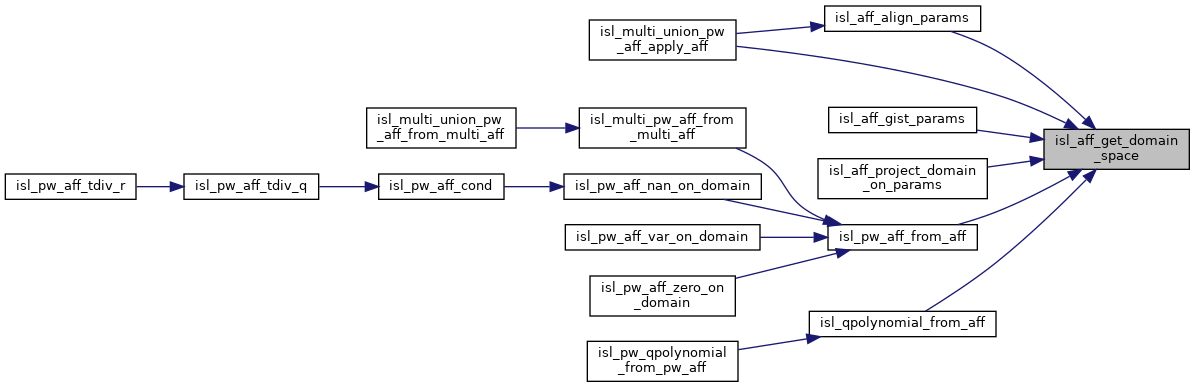 isl_aff_align_params
isl_multi_union_pw
_aff_apply_aff
isl_multi_union_pw
_aff_from_multi_aff
isl_multi_pw_aff_from
_multi_aff
isl_aff_gist_params
isl_aff_get_domain
_space
isl_aff_project_domain
_on_params
isl_pw_aff_tdiv_r
isl_pw_aff_tdiv_q
isl_pw_aff_cond
isl_pw_aff_nan_on_domain
isl_pw_aff_var_on_domain
isl_pw_aff_from_aff
isl_pw_aff_zero_on
_domain
isl_qpolynomial_from_aff
isl_pw_qpolynomial
_from_pw_aff